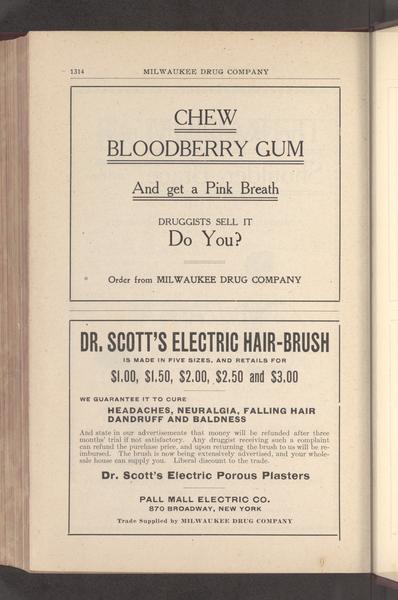 1314 MILWAUKEE DRUG COMPANY
CHEW
BLOODBERRY GUM
And get a Pink Breath
DRUGGISTS SELL IT
Do You?
Order from MILWAUKEE DRUG COMPANY
DR. SCOTT'S ELECTRIC HAIR-BRUSH
IS MADE IN FIVE SIZES, AND RETAILS FOR
$1.00, $1.50, $2.00, $2.50 and $3.00
WE GUARANTEE IT TO CURE
HEADACHES, NEURALGIA, FALLING HAIR
DANDRUFF AND BALDNESS
And state in our advertisements that money will be refunded after three
months' trial if not satisfactory. Any druggist receiving such a complaint
can refund the purchase price, and upon returning the brush to us will be re-
imbursed. The brush is now being extensively advertised, and your whole-
sale house can supply you. Liberal discount to the trade.
Dr. Scott's Electric Porous Plasters
PALL MALL ELECTRIC CO.
870 BROADWAY, NEW YORK
Trade Supplied by MILWAUKEE DRUG COMPANY